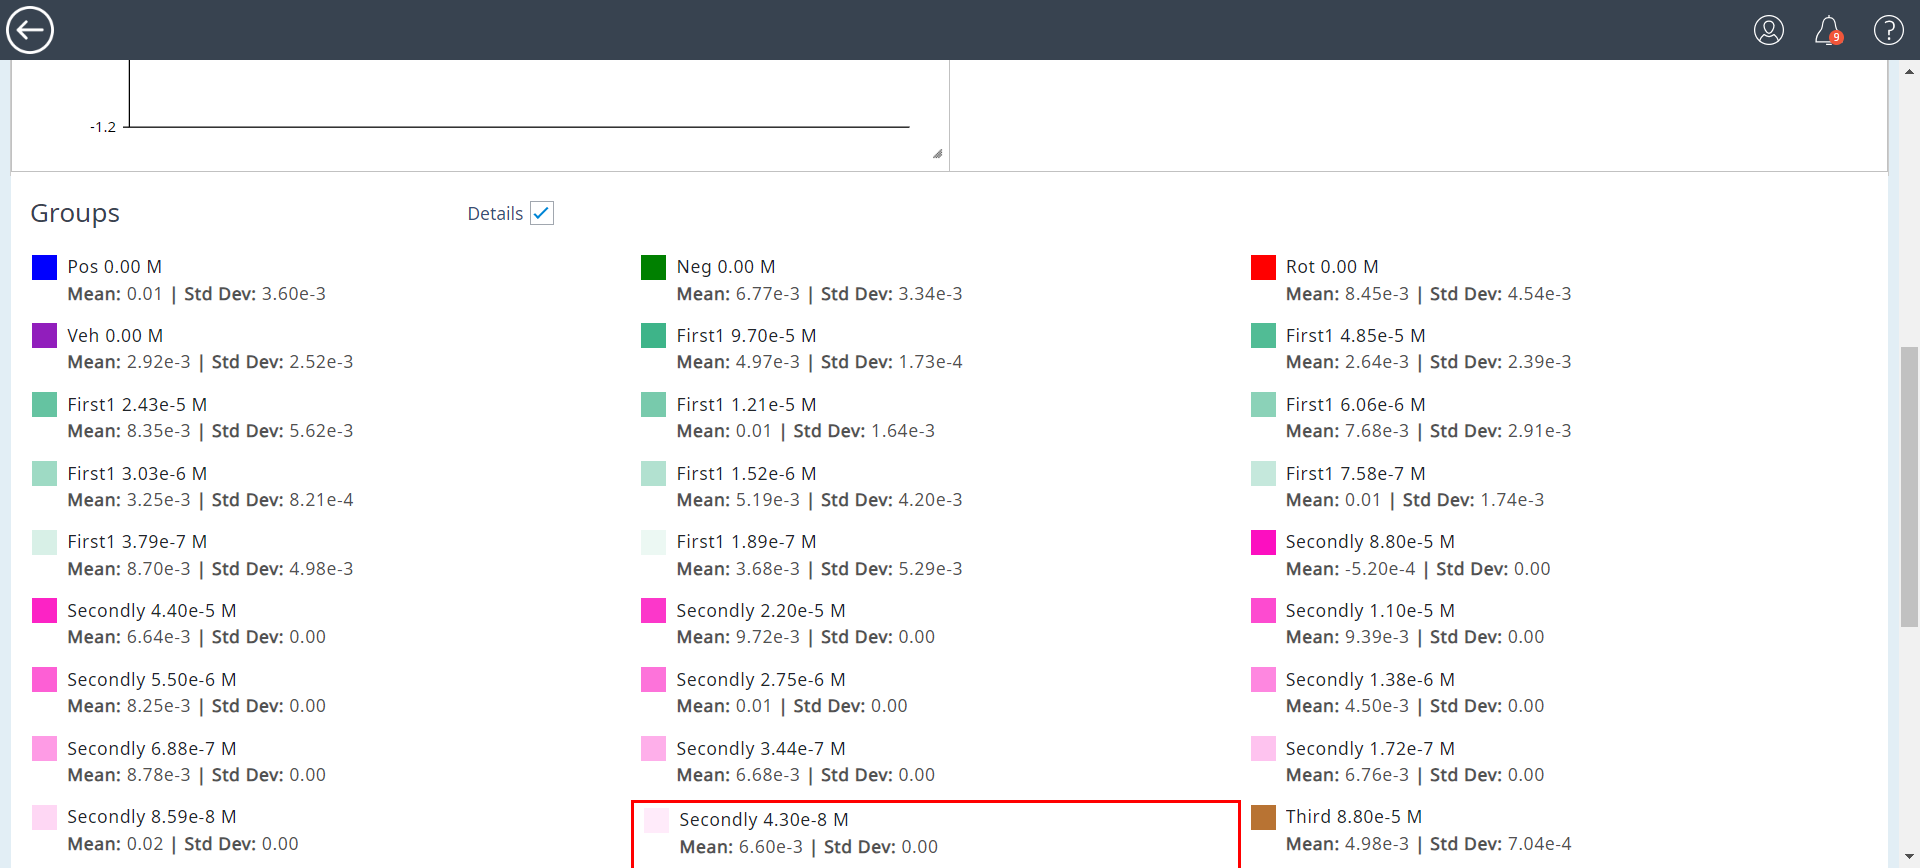 9
?
-1.2
Groups
Details
Pos 0.00 M
Mean: 0.01 | Std Dev: 3.60e-3
Neg 0.00 M
Mean: 6.77e-3 | Std Dev: 3.34e-3
Rot 0.00 M
Mean: 8.45e-3 | Std Dev: 4.54e-3
Veh 0.00 M
Mean: 2.92e-3 | Std Dev: 2.52e-3
First1 9.70e-5 M
Mean: 4.97e-3 | Std Dev: 1.73e-4
First1 4.85e-5 M
Mean: 2.64e-3 | Std Dev: 2.39e-3
First1 2.43e-5 M
Mean: 8.35e-3 | Std Dev: 5.62e-3
First1 1.21e-5 M
Mean: 0.01 | Std Dev: 1.64e-3
First1 6.06e-6 M
Mean: 7.68e-3 | Std Dev: 2.91e-3
First1 3.03e-6 M
Mean: 3.25e-3 | Std Dev: 8.21e-4
First1 1.52e-6 M
Mean: 5.19e-3 | Std Dev: 4.20e-3
First1 7.58e-7 M
Mean: 0.01 | Std Dev: 1.74e-3
First1 3.79e-7 M
Mean: 8.70e-3 | Std Dev: 4.98e-3
First1 1.89e-7 M
Mean: 3.68e-3 | Std Dev: 5.29e-3
Secondly 8.80e-5 M
Mean: -5.20e-4 | Std Dev: 0.00
Secondly 4.40e-5 M
Mean: 6.64e-3 | Std Dev: 0.00
Secondly 2.20e-5 M
Mean: 9.72e-3 | Std Dev: 0.00
Secondly 1.10e-5 M
Mean: 9.39e-3 | Std Dev: 0.00
Secondly 5.50e-6 M
Mean: 8.25e-3 | Std Dev: 0.00
Secondly 2.75e-6 M
Mean: 0.01 | Std Dev: 0.00
Secondly 1.38e-6 M
Mean: 4.50e-3 | Std Dev: 0.00
Secondly 6.88e-7 M
Mean: 8.78e-3 | Std Dev: 0.00
Secondly 3.44e-7 M
Mean: 6.68e-3 | Std Dev: 0.00
Secondly 1.72e-7 M
Mean: 6.76e-3 | Std Dev: 0.00
Secondly 8.59e-8 M
Mean: 0.02 | Std Dev: 0.00
Secondly 4.30e-8 M
Mean: 6.60e-3 | Std Dev: 0.00
Third 8.80e-5 M
Mean: 4.98e-3 | Std Dev: 7.04e-4